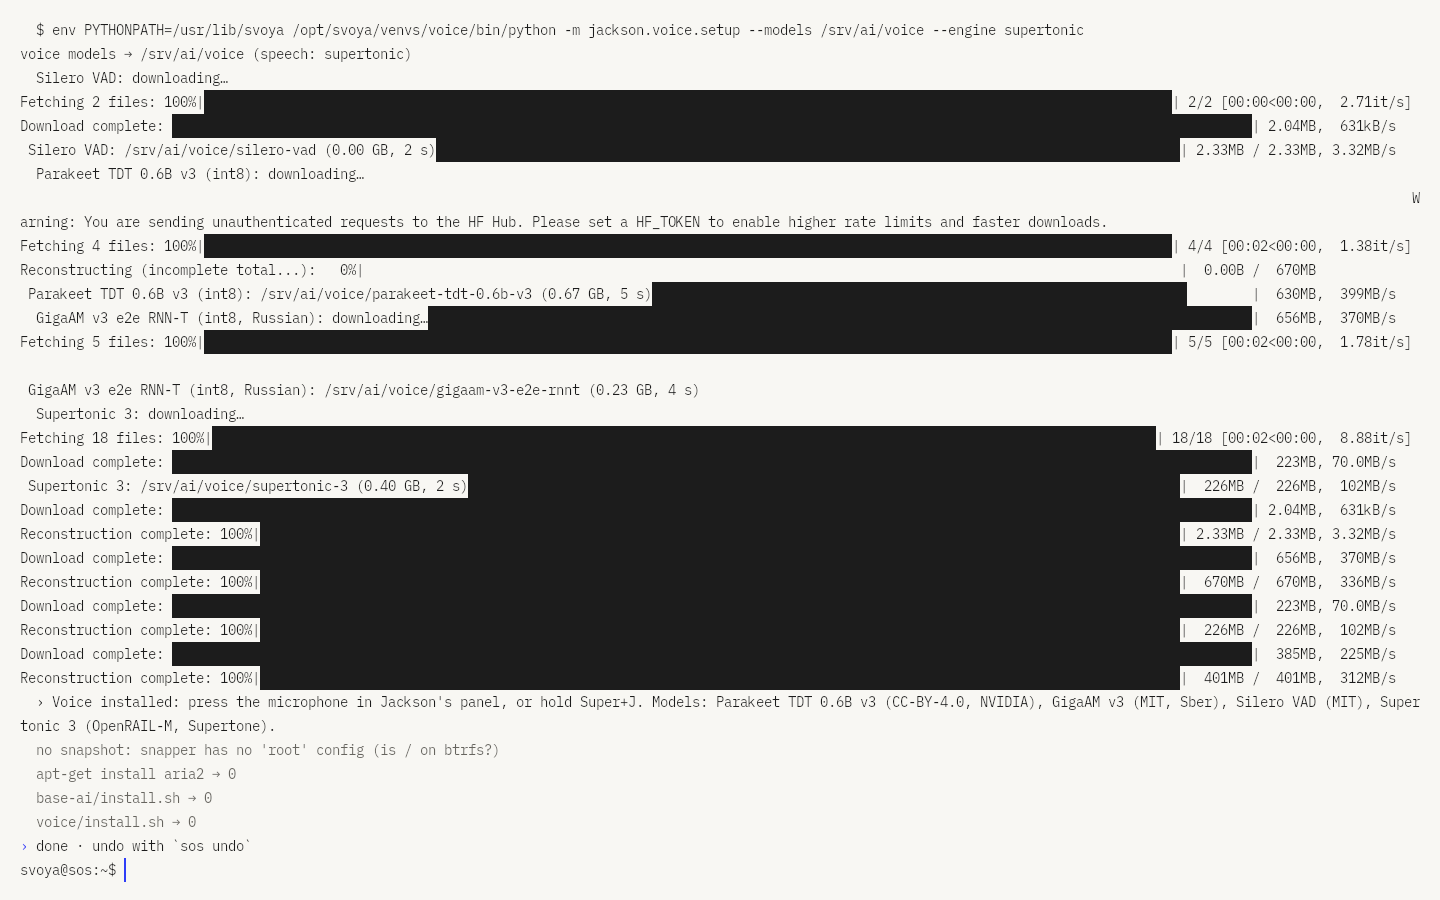 $ env PYTHONPATH=/usr/lib/svoya /opt/svoya/venvs/voice/bin/python -m jackson.voice.setup --models /srv/ai/voice --engine supertonic
voice models → /srv/ai/voice (speech: supertonic)
Silero VAD: downloading…
Fetching 2 files: 100%| | 2/2 [00:00<00:00, 2.71it/s]
Download complete: | 2.04MB, 631kB/s
Silero VAD: /srv/ai/voice/silero-vad (0.00 GB, 2 s) | 2.33MB / 2.33MB, 3.32MB/s
Parakeet TDT 0.6B v3 (int8): downloading…
W
arning: You are sending unauthenticated requests to the HF Hub. Please set a HF_TOKEN to enable higher rate limits and faster downloads.
Fetching 4 files: 100%| | 4/4 [00:02<00:00, 1.38it/s]
Reconstructing (incomplete total...): 0%| | 0.00B / 670MB
Parakeet TDT 0.6B v3 (int8): /srv/ai/voice/parakeet-tdt-0.6b-v3 (0.67 GB, 5 s) | 630MB, 399MB/s
GigaAM v3 e2e RNN-T (int8, Russian): downloading… | 656MB, 370MB/s
Fetching 5 files: 100%| | 5/5 [00:02<00:00, 1.78it/s]
GigaAM v3 e2e RNN-T (int8, Russian): /srv/ai/voice/gigaam-v3-e2e-rnnt (0.23 GB, 4 s)
Supertonic 3: downloading…
Fetching 18 files: 100%| | 18/18 [00:02<00:00, 8.88it/s]
Download complete: | 223MB, 70.0MB/s
Supertonic 3: /srv/ai/voice/supertonic-3 (0.40 GB, 2 s) | 226MB / 226MB, 102MB/s
Download complete: | 2.04MB, 631kB/s
Reconstruction complete: 100%| | 2.33MB / 2.33MB, 3.32MB/s
Download complete: | 656MB, 370MB/s
Reconstruction complete: 100%| | 670MB / 670MB, 336MB/s
Download complete: | 223MB, 70.0MB/s
Reconstruction complete: 100%| | 226MB / 226MB, 102MB/s
Download complete: | 385MB, 225MB/s
Reconstruction complete: 100%| | 401MB / 401MB, 312MB/s
› Voice installed: press the microphone in Jackson's panel, or hold Super+J. Models: Parakeet TDT 0.6B v3 (CC-BY-4.0, NVIDIA), GigaAM v3 (MIT, Sber), Silero VAD (MIT), Super
tonic 3 (OpenRAIL-M, Supertone).
no snapshot: snapper has no 'root' config (is / on btrfs?)
apt-get install aria2 → 0
base-ai/install.sh → 0
voice/install.sh → 0
› done · undo with `sos undo`
svoya@sos:~$